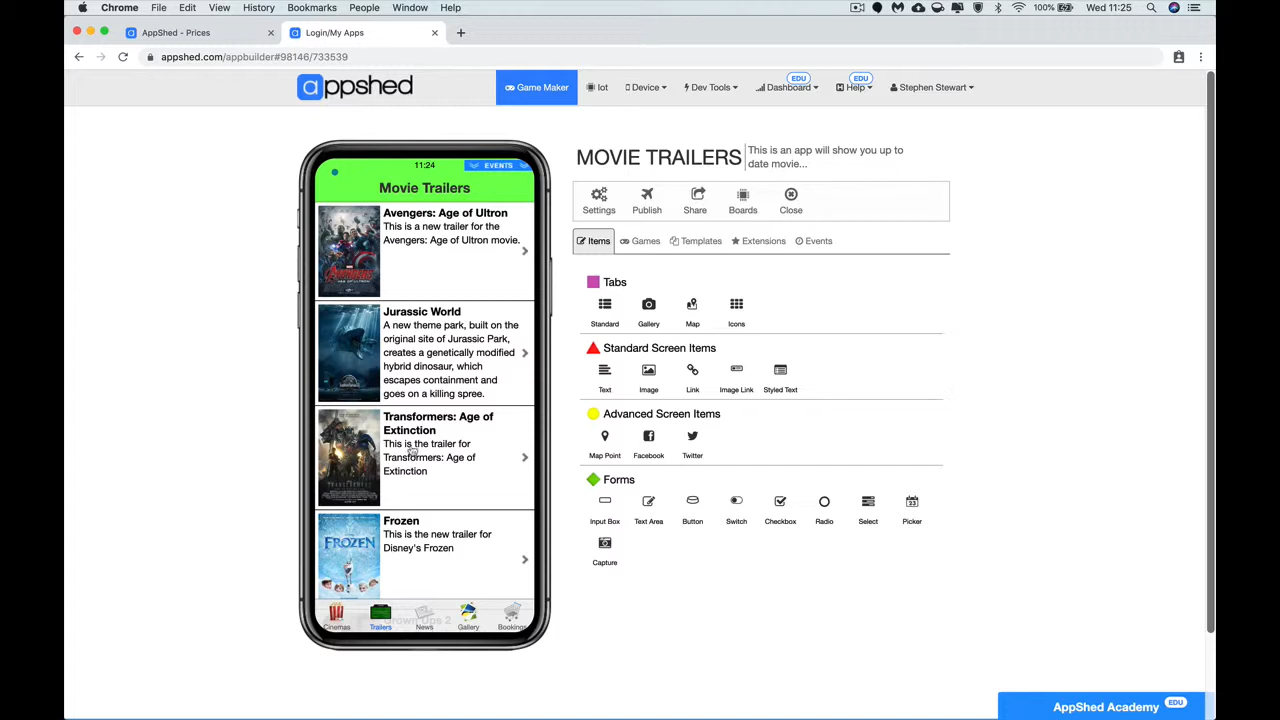 Chrome File Edit View History Bookmarks People Window Help 100% Wed 11:25
AppShed - Prices
Login/My Apps
appshed.com/appbuilder#98146/733539
appshed
Game Maker
Iot
Device
Dev Tools
EDU
Dashboard
EDU
Help
Stephen Stewart
11:24
EVENTS
Movie Trailers
Avengers: Age of Ultron
This is a new trailer for the
Avengers: Age of Ultron movie.
Jurassic World
A new theme park, built on the
original site of Jurassic Park,
creates a genetically modified
hybrid dinosaur, which
escapes containment and
goes on a killing spree.
Transformers: Age of
Extinction
This is the trailer for
Transformers: Age of
Extinction
FROZEN
Frozen
This is the new trailer for
Disney's Frozen
Grown Ups 2
Cinemas
Trailers
News
Gallery
Bookings
MOVIE TRAILERS
This is an app will show you up to
date movie...
Settings
Publish
Share
Boards
Close
Items
Games
Templates
Extensions
Events
Tabs
Standard
Gallery
Map
Icons
Standard Screen Items
Text
Image
Link
Image Link
Styled Text
Advanced Screen Items
Map Point
Facebook
Twitter
Forms
Input Box
Text Area
Button
Switch
Checkbox
Radio
Select
23
Picker
Capture
AppShed Academy EDU